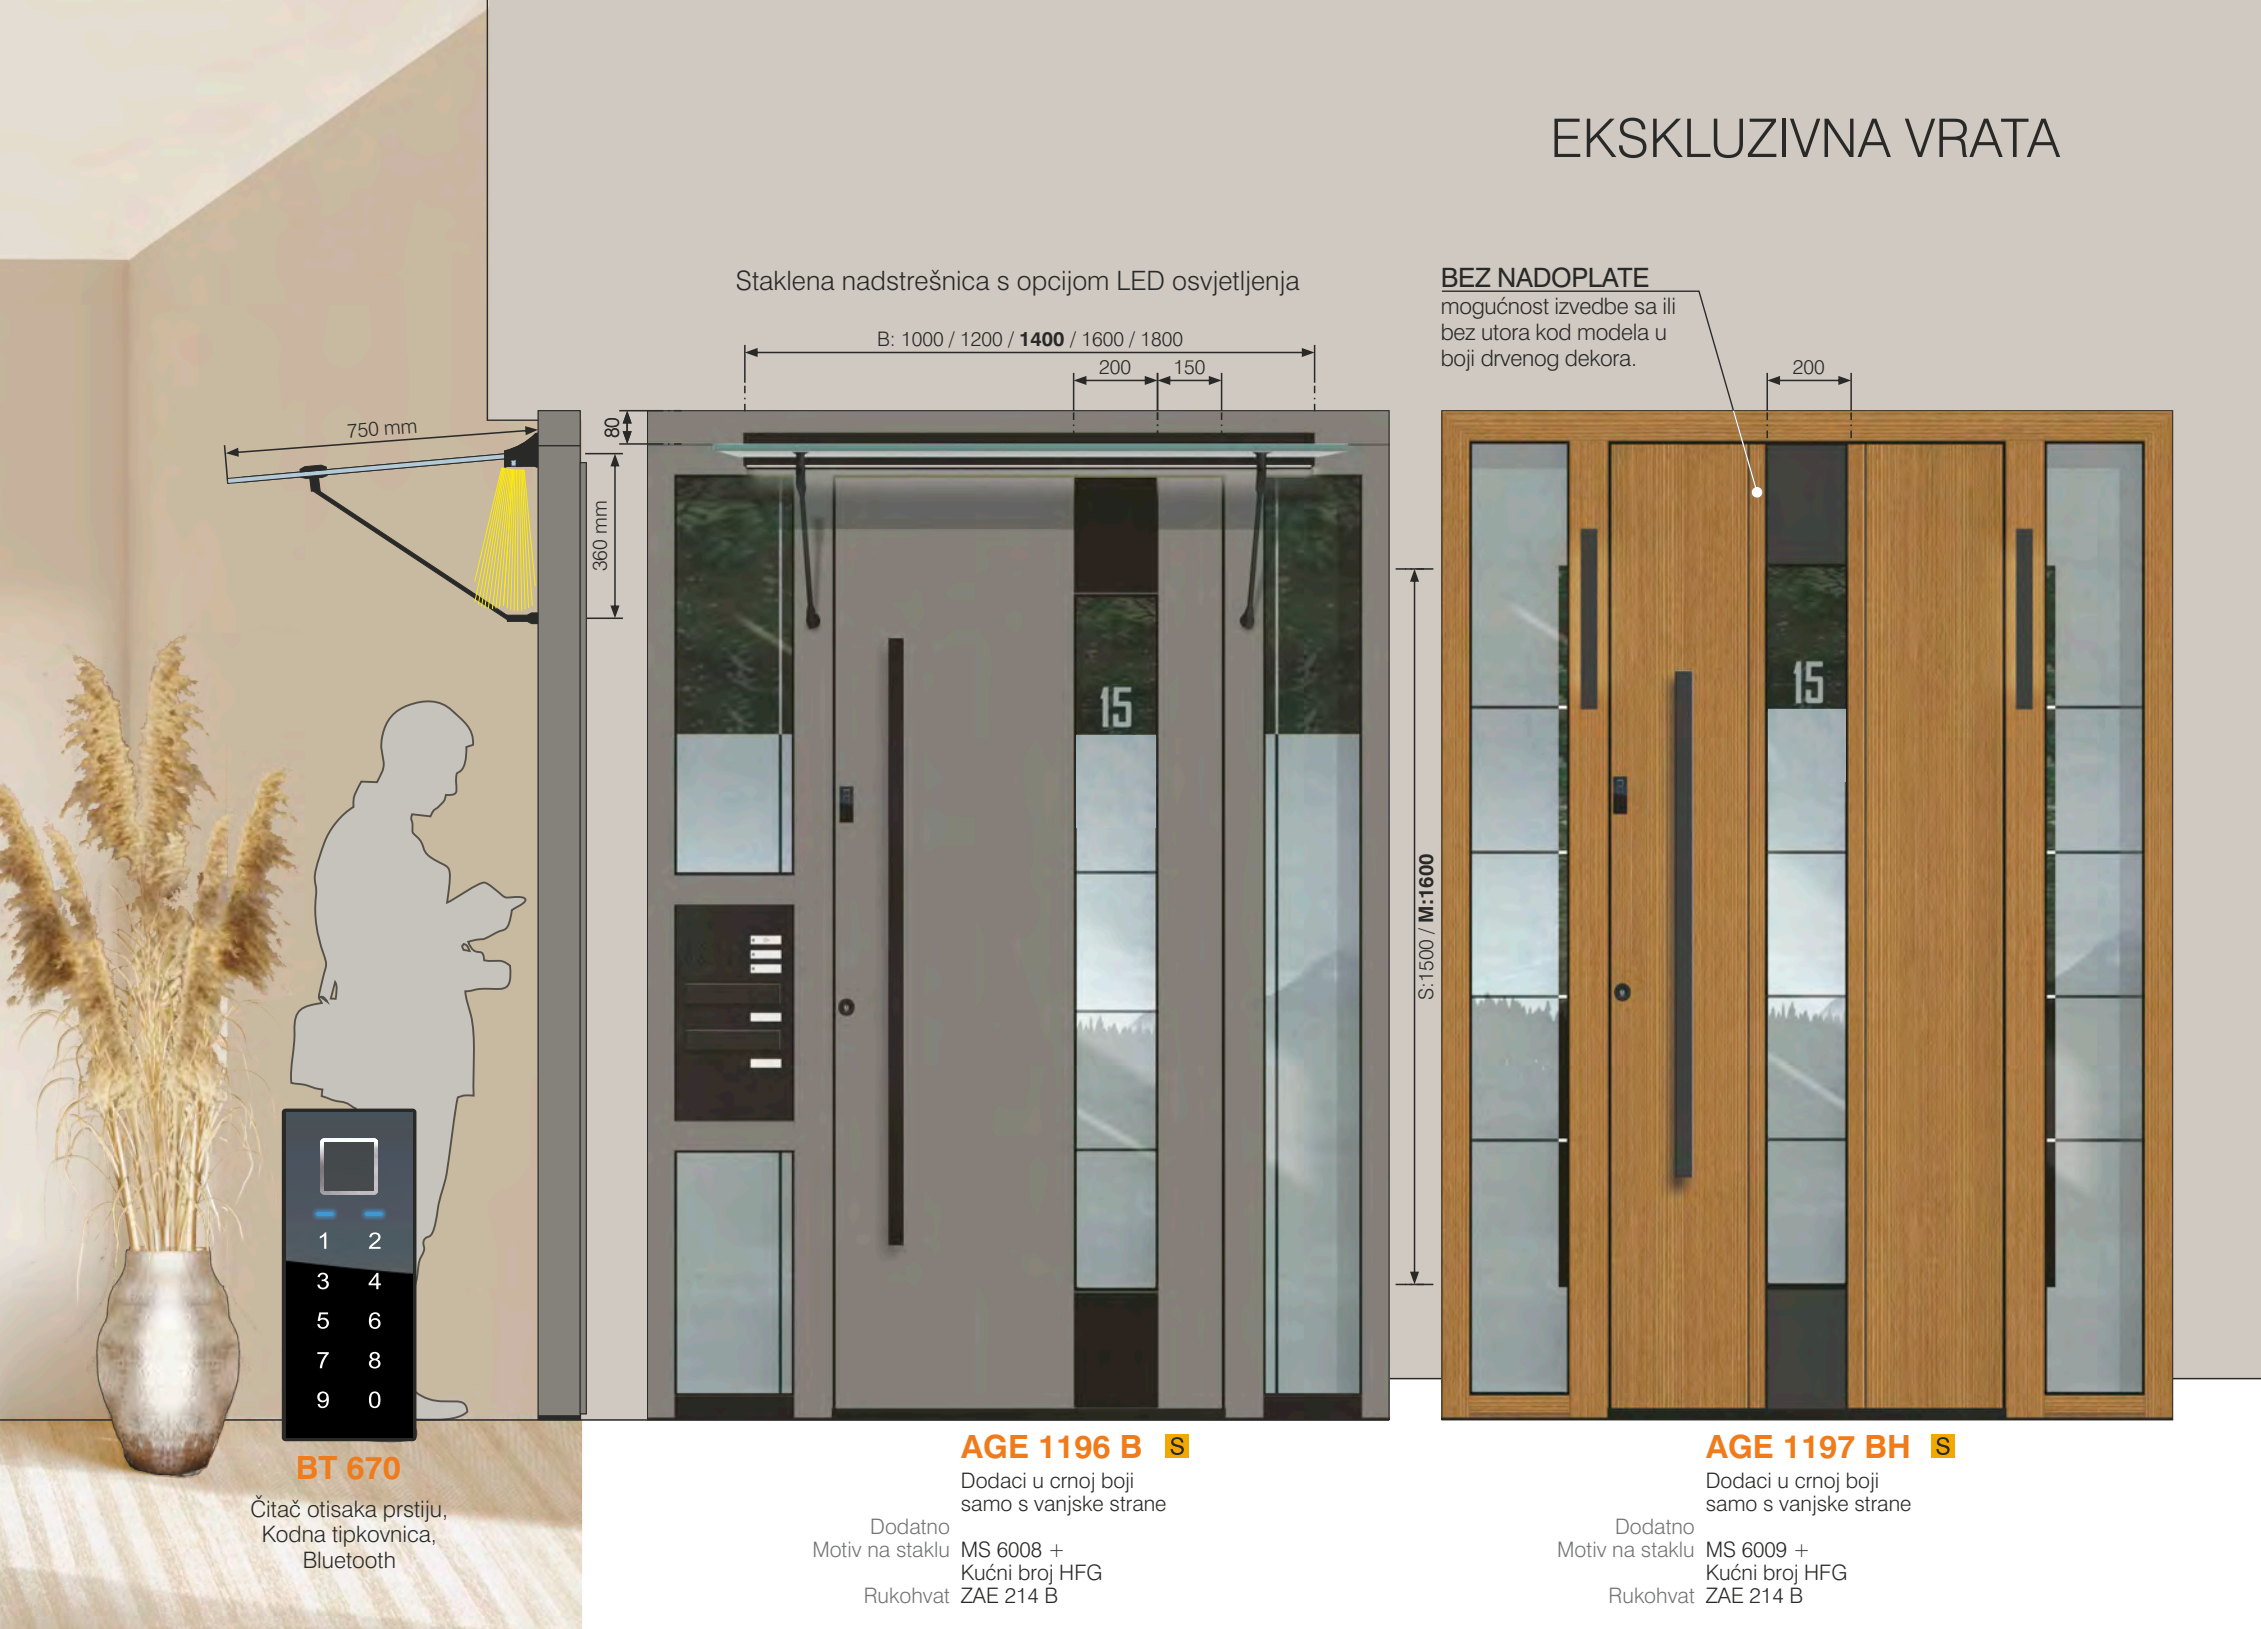 EKSKLUZIVNA VRATA
Staklena nadstrešnica s opcijom LED osvjetljenja
B: 1000 / 1200 / 1400 / 1600 / 1800
200
150
80
750 mm
360 mm
BEZ NADOPLATE
mogućnost izvedbe sa ili
bez utora kod modela u
boji drvenog dekora.
200
15
15
S:1500 / M:1600
1 2
3 4
5 6
7 8
9 0
BT 670
Čitač otisaka prstiju,
Kodna tipkovnica,
Bluetooth
AGE 1196 B S
Dodaci u crnoj boji
samo s vanjske strane
Dodatno
Motiv na staklu MS 6008 +
Kućni broj HFG
Rukohvat ZAE 214 B
AGE 1197 BH S
Dodaci u crnoj boji
samo s vanjske strane
Dodatno
Motiv na staklu MS 6009 +
Kućni broj HFG
Rukohvat ZAE 214 B